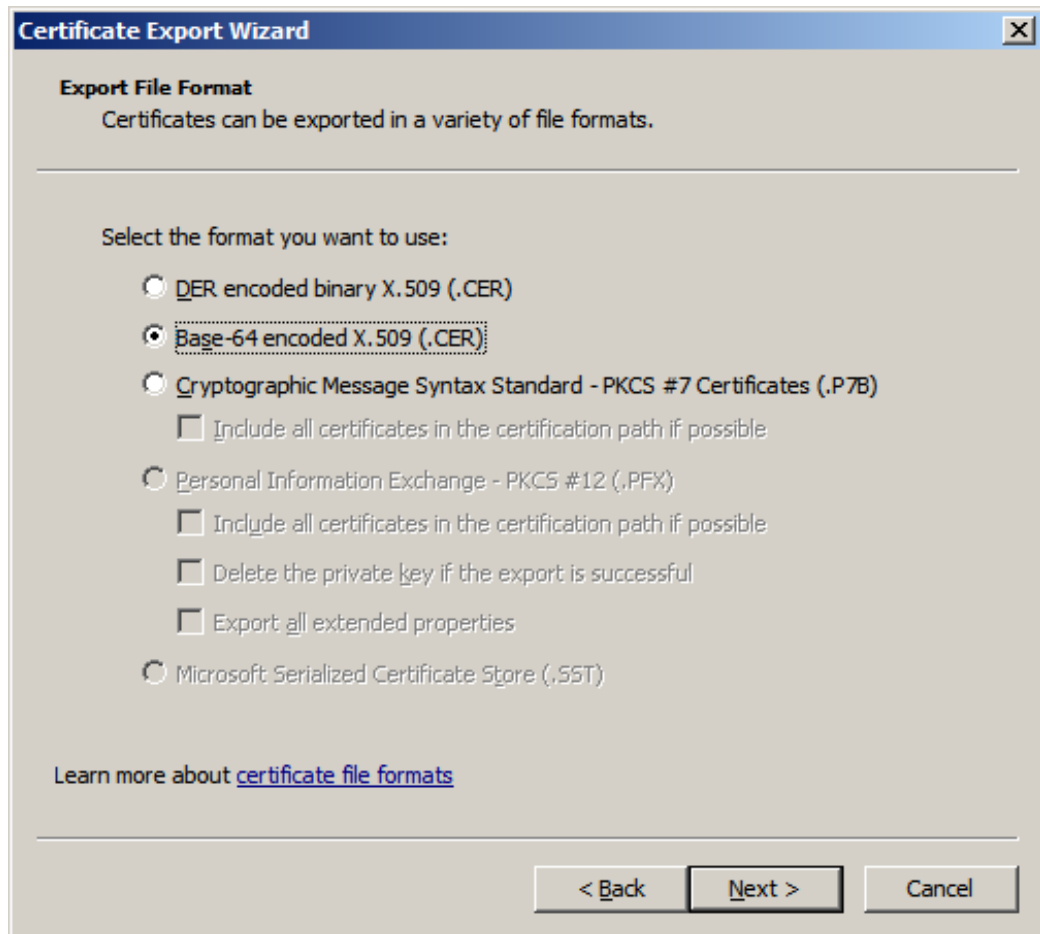 Certificate Export Wizard
Export File Format
Certificates can be exported in a variety of file formats.
Select the format you want to use:
DER encoded binary X.509 (.CER)
Base-64 encoded X.509 (.CER)
Cryptographic Message Syntax Standard - PKCS #7 Certificates (.P7B)
Include all certificates in the certification path if possible
Personal Information Exchange - PKCS #12 (.PFX)
Include all certificates in the certification path if possible
Delete the private key if the export is successful
Export all extended properties
Microsoft Serialized Certificate Store (.SST)
Learn more about certificate file formats
< Back Next > Cancel